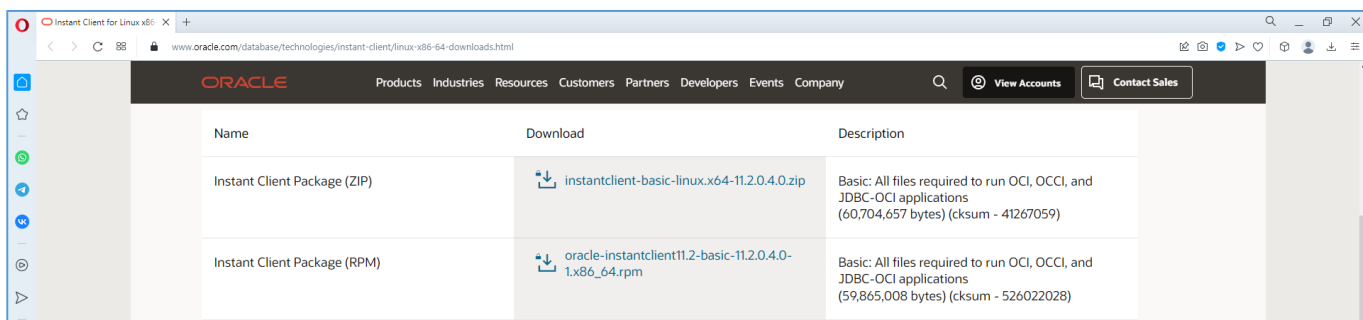 Instant Client for Linux x86-
www.oracle.com/database/technologies/instant-client/linux-x86-64-downloads.html
ORACLE Products Industries Resources Customers Partners Developers Events Company View Accounts Contact Sales
Name Download Description
Instant Client Package (ZIP) instantclient-basic-linux.x64-11.2.0.4.0.zip Basic: All files required to run OCI, OCCI, and
JDBC-OCI applications
(60,704,657 bytes) (cksum - 41267059)
Instant Client Package (RPM) oracle-instantclient11.2-basic-11.2.0.4.0-
1.x86_64.rpm
Basic: All files required to run OCI, OCCI, and
JDBC-OCI applications
(59,865,008 bytes) (cksum - 526022028)